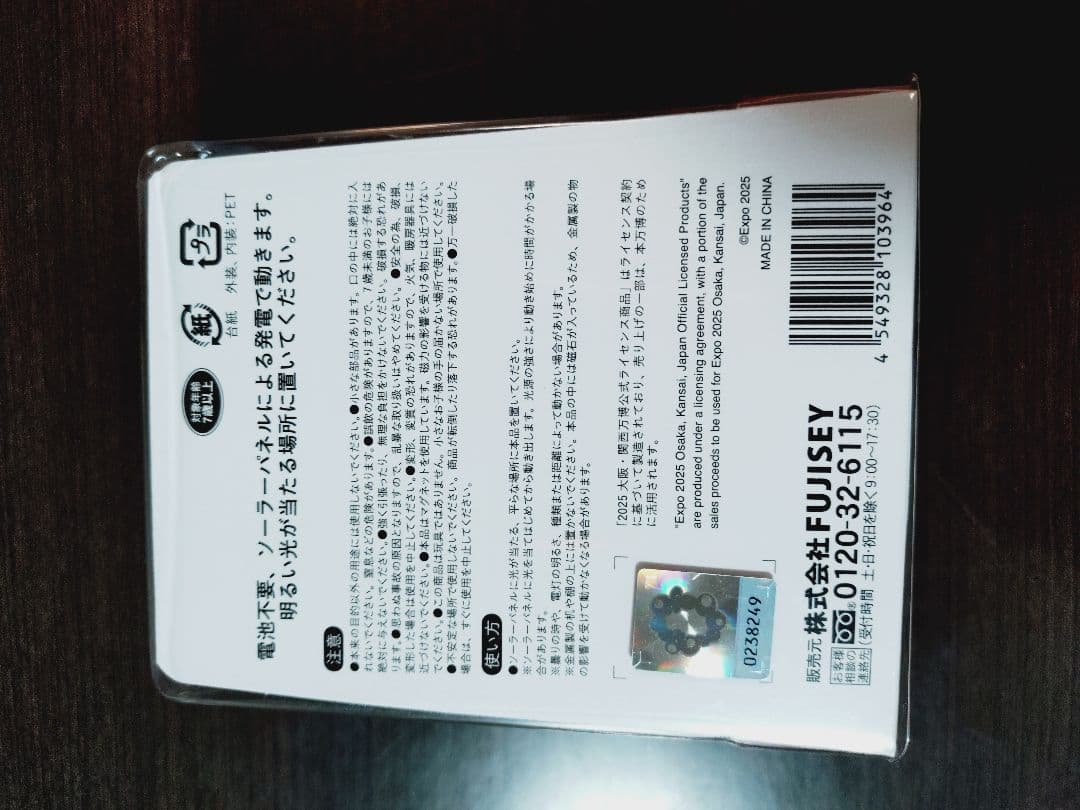 対象年齢
7歳以上
紙
台紙
プラ
外装、内装：PET
電池不要、ソーラーパネルによる発電で動きます。
明るい光が当たる場所に置いてください。
注意
●本来の目的以外の用途には使用しないでください。●小さな部品があります。口の中には絶対に入
れないでください。窒息などの危険があります。●誤飲の危険がありますので、7歳未満のお子様には
絶対に与えないでください。●強く引張ったり、無理な負担をかけないでください。破損する恐れがあ
ります。●思わぬ事故の原因となりますので、乱暴な取り扱いはやめてください。●安全の為、破損、
変形した場合は使用を中止してください。●変形、変質の恐れがありますので、火気、暖房器具には
近づけないでください。●本品はマグネットを使用しています。磁力の影響を受ける物には近づけない
でください。●この商品は玩具ではありません。小さなお子様の手の届かない場所で使用してください。
●不安定な場所で使用しないでください。商品が転倒したり落下する恐れがあります。●万一破損した
場合は、すぐに使用を中止してください。
使い方
●ソーラーパネルに光が当たる、平らな場所に本品を置いてください。
※ソーラーパネルに光を当てはじめてから動き出します。光源の強さにより動き始めに時間がかかる場
合があります。
※曇りの時や、電灯の明るさ、種類または距離によって動かない場合があります。
※金属製の机や棚の上には置かないでください。本品の中には磁石が入っているため、金属製の物
の影響を受けて動かなくなる場合があります。
「2025 大阪・関西万博公式ライセンス商品」はライセンス契約
に基づいて製造されており、売り上げの一部は、本万博のため
に活用されます。
"Expo 2025 Osaka, Kansai, Japan Official Licensed Products"
are produced under a licensing agreement, with a portion of the
sales proceeds to be used for Expo 2025 Osaka, Kansai, Japan.
©Expo 2025
MADE IN CHINA
0238249
販売元 株式会社FUJISEY
お客様
相談の
連絡先
0120-32-6115
(受付時間 土・日・祝日を除く9:00〜17:30)
4 549328 103964